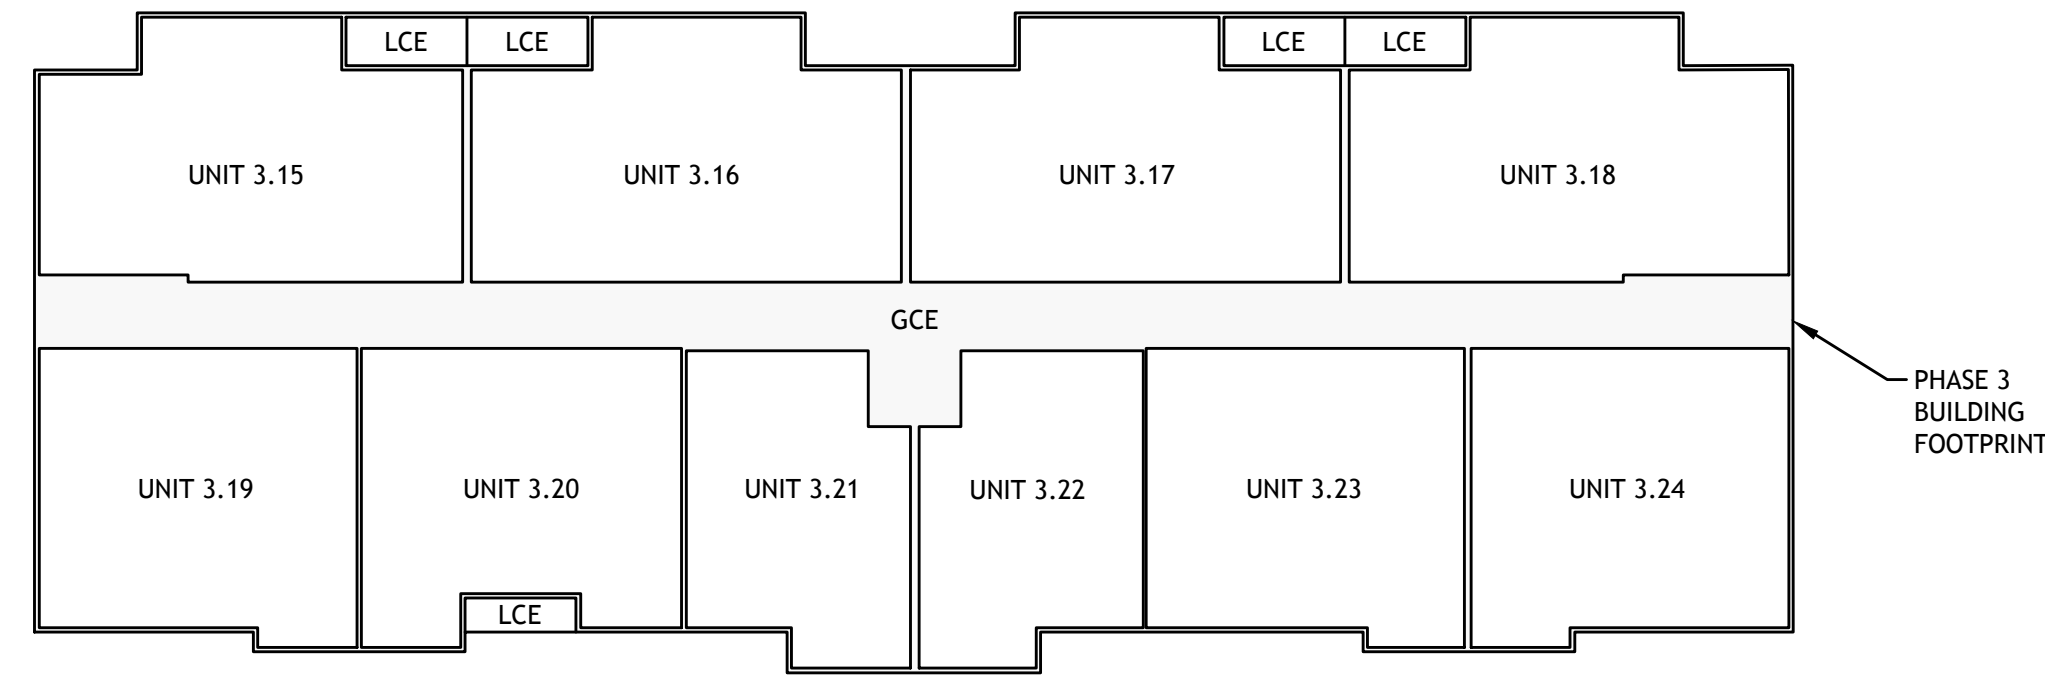 LCE
LCE
LCE
LCE
UNIT 3.15
UNIT 3.16
UNIT 3.17
UNIT 3.18
GCE
PHASE 3
BUILDING
FOOTPRINT
UNIT 3.19
UNIT 3.20
UNIT 3.21
UNIT 3.22
UNIT 3.23
UNIT 3.24
LCE